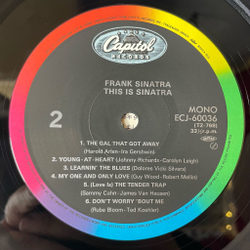 Capitol
RECORDS
FRANK SINATRA
THIS IS SINATRA
2
MONO
ECJ-60036
(T2-768)
33⅓r.p.m.
1. THE GAL THAT GOT AWAY
(Harold Arlen-Ira Gershwin)
2. YOUNG-AT-HEART (Johnny Richards-Carolyn Leigh)
3. LEARNIN' THE BLUES (Dolores Vicki Silvers)
4. MY ONE AND ONLY LOVE (Guy Wood-Robert Mellin)
5. (Love Is) THE TENDER TRAP
(Sammy Cahn-James Van Heusen)
6. DON'T WORRY 'BOUT ME
(Rube Bloom-Ted Koehler)